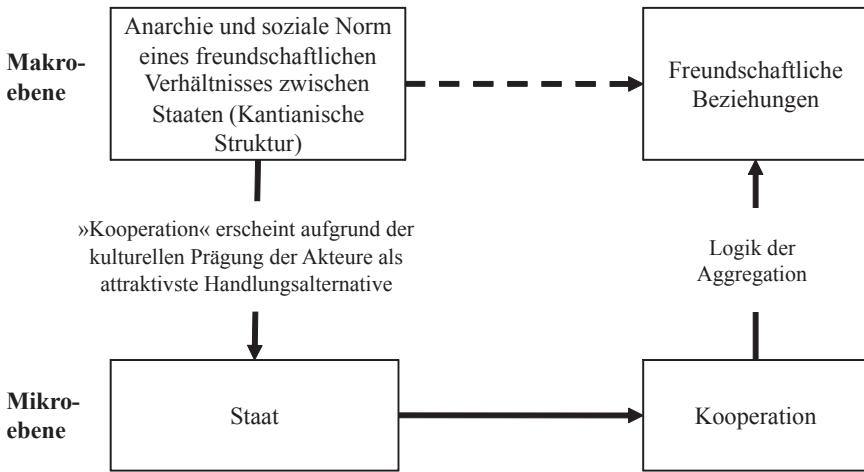 Makro-
ebene
Anarchie und soziale Norm
eines freundschaftlichen
Verhältnisses zwischen
Staaten (Kantianische
Struktur)
Freundschaftliche
Beziehungen
»Kooperation« erscheint aufgrund der
kulturellen Prägung der Akteure als
attraktivste Handlungsalternative
Logik der
Aggregation
Mikro-
ebene
Staat
Kooperation